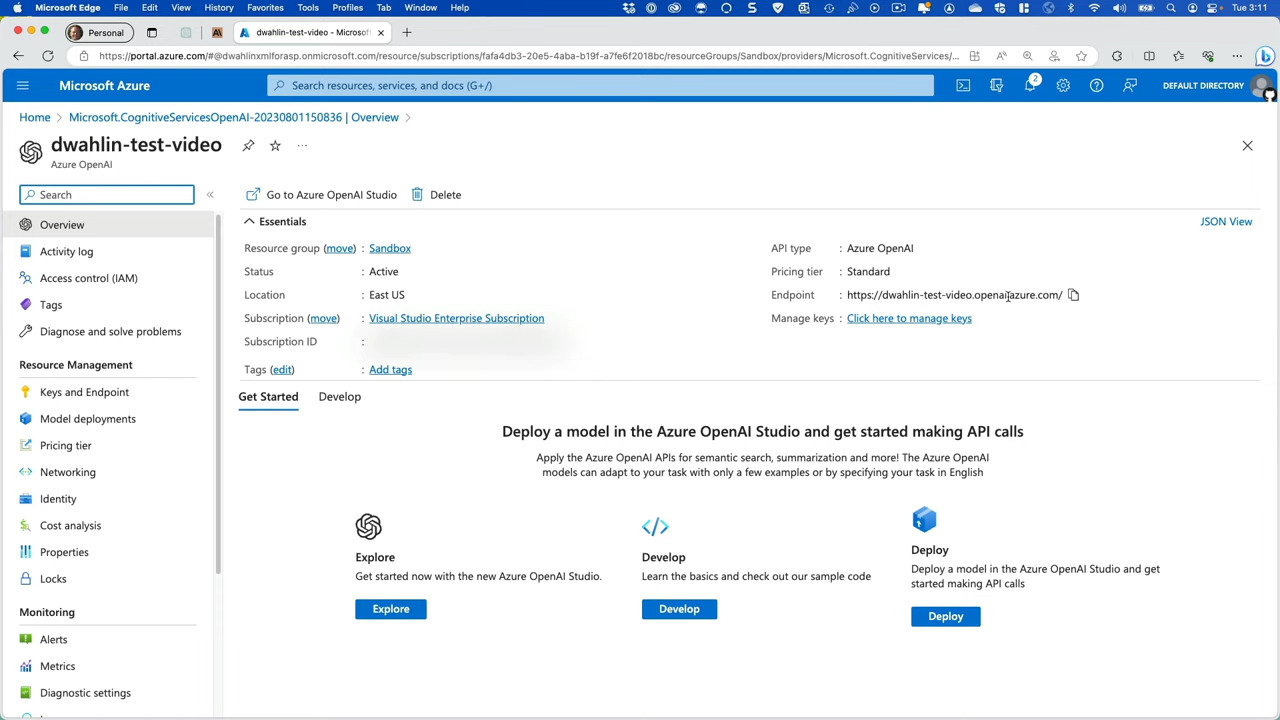 Microsoft Edge File Edit View History Favorites Tools Profiles Tab Window Help Tue 3:11
Personal
dwahlin-test-video - Microsof
https://portal.azure.com/#@dwahlinxmlforasp.onmicrosoft.com/resource/subscriptions/fafa4db3-20e5-4aba-b19f-a7fe6f2018bc/resourceGroups/Sandbox/providers/Microsoft.CognitiveServices/...
Microsoft Azure
Search resources, services, and docs (G+/)
2
DEFAULT DIRECTORY
Home > Microsoft.CognitiveServicesOpenAI-20230801150836 | Overview >
dwahlin-test-video
Azure OpenAI
Search
Go to Azure OpenAI Studio
Delete
Overview
Activity log
Access control (IAM)
Tags
Diagnose and solve problems
Resource Management
Keys and Endpoint
Model deployments
Pricing tier
Networking
Identity
Cost analysis
Properties
Locks
Monitoring
Alerts
Metrics
Diagnostic settings
Essentials
JSON View
Resource group (move) : Sandbox
Status : Active
Location : East US
Subscription (move) : Visual Studio Enterprise Subscription
Subscription ID :
Tags (edit) : Add tags
API type : Azure OpenAI
Pricing tier : Standard
Endpoint : https://dwahlin-test-video.openai.azure.com/
Manage keys : Click here to manage keys
Get Started
Develop
Deploy a model in the Azure OpenAI Studio and get started making API calls
Apply the Azure OpenAI APIs for semantic search, summarization and more! The Azure OpenAI
models can adapt to your task with only a few examples or by specifying your task in English
Explore
Get started now with the new Azure OpenAI Studio.
Explore
Develop
Learn the basics and check out our sample code
Develop
Deploy
Deploy a model in the Azure OpenAI Studio and get
started making API calls
Deploy